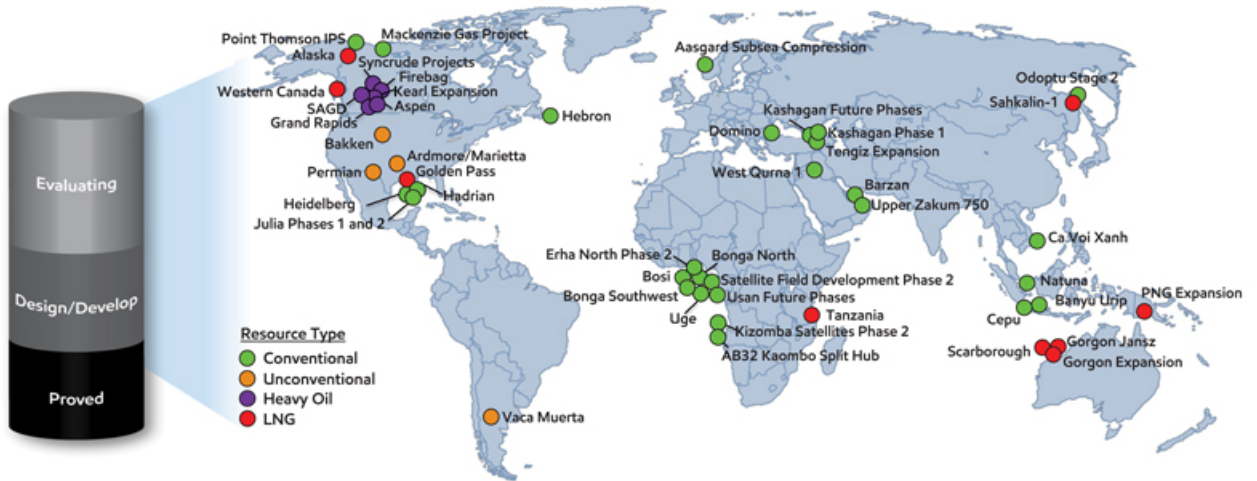 Evaluating
Design/Develop
Proved
Resource Type
Conventional
Unconventional
Heavy Oil
LNG
Point Thomson IPS
Mackenzie Gas Project
Alaska
Syncrude Projects
Firebag
Western Canada
Kearl Expansion
SAGD
Aspen
Grand Rapids
Bakken
Hebron
Ardmore/Marietta
Permian
Golden Pass
Heidelberg
Hadrian
Julia Phases 1 and 2
Vaca Muerta
Aasgard Subsea Compression
Odoptu Stage 2
Sahkalin-1
Kashagan Future Phases
Domino
Kashagan Phase 1
Tengiz Expansion
West Qurna 1
Barzan
Upper Zakum 750
Erha North Phase 2
Bonga North
Bosi
Satellite Field Development Phase 2
Bonga Southwest
Usan Future Phases
Uge
Tanzania
Kizomba Satellites Phase 2
AB32 Kaombo Split Hub
Ca Voi Xanh
Natuna
Banyu Urip
PNG Expansion
Cepu
Scarborough
Gorgon Jansz
Gorgon Expansion